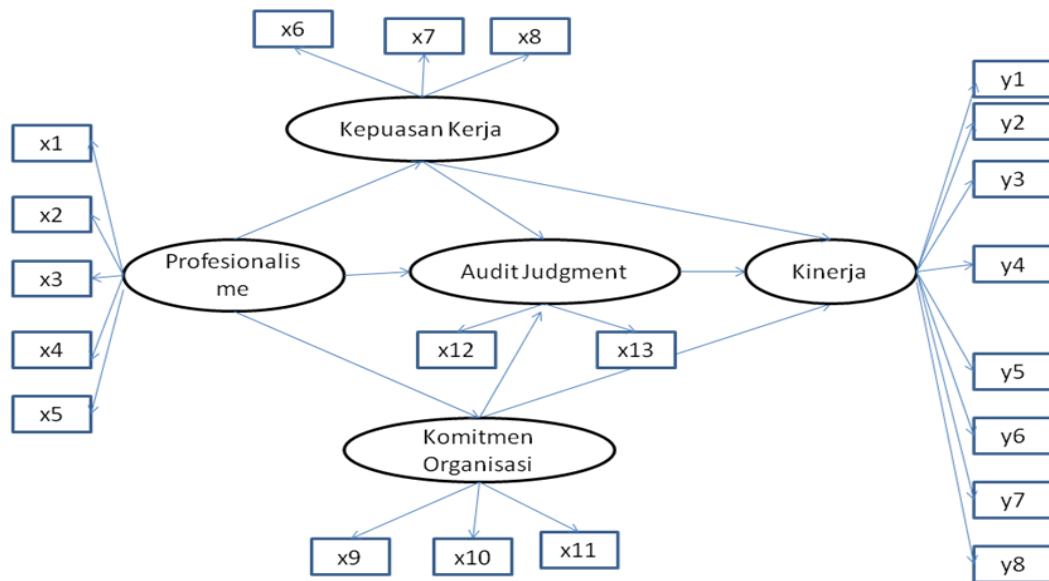 x6
x7
x8
y1
y2
y3
y4
y5
y6
y7
y8
Kepuasan Kerja
x1
x2
x3
x4
x5
Profesionalis
me
Audit Judgment
Kinerja
x12
x13
Komitmen
Organisasi
x9
x10
x11